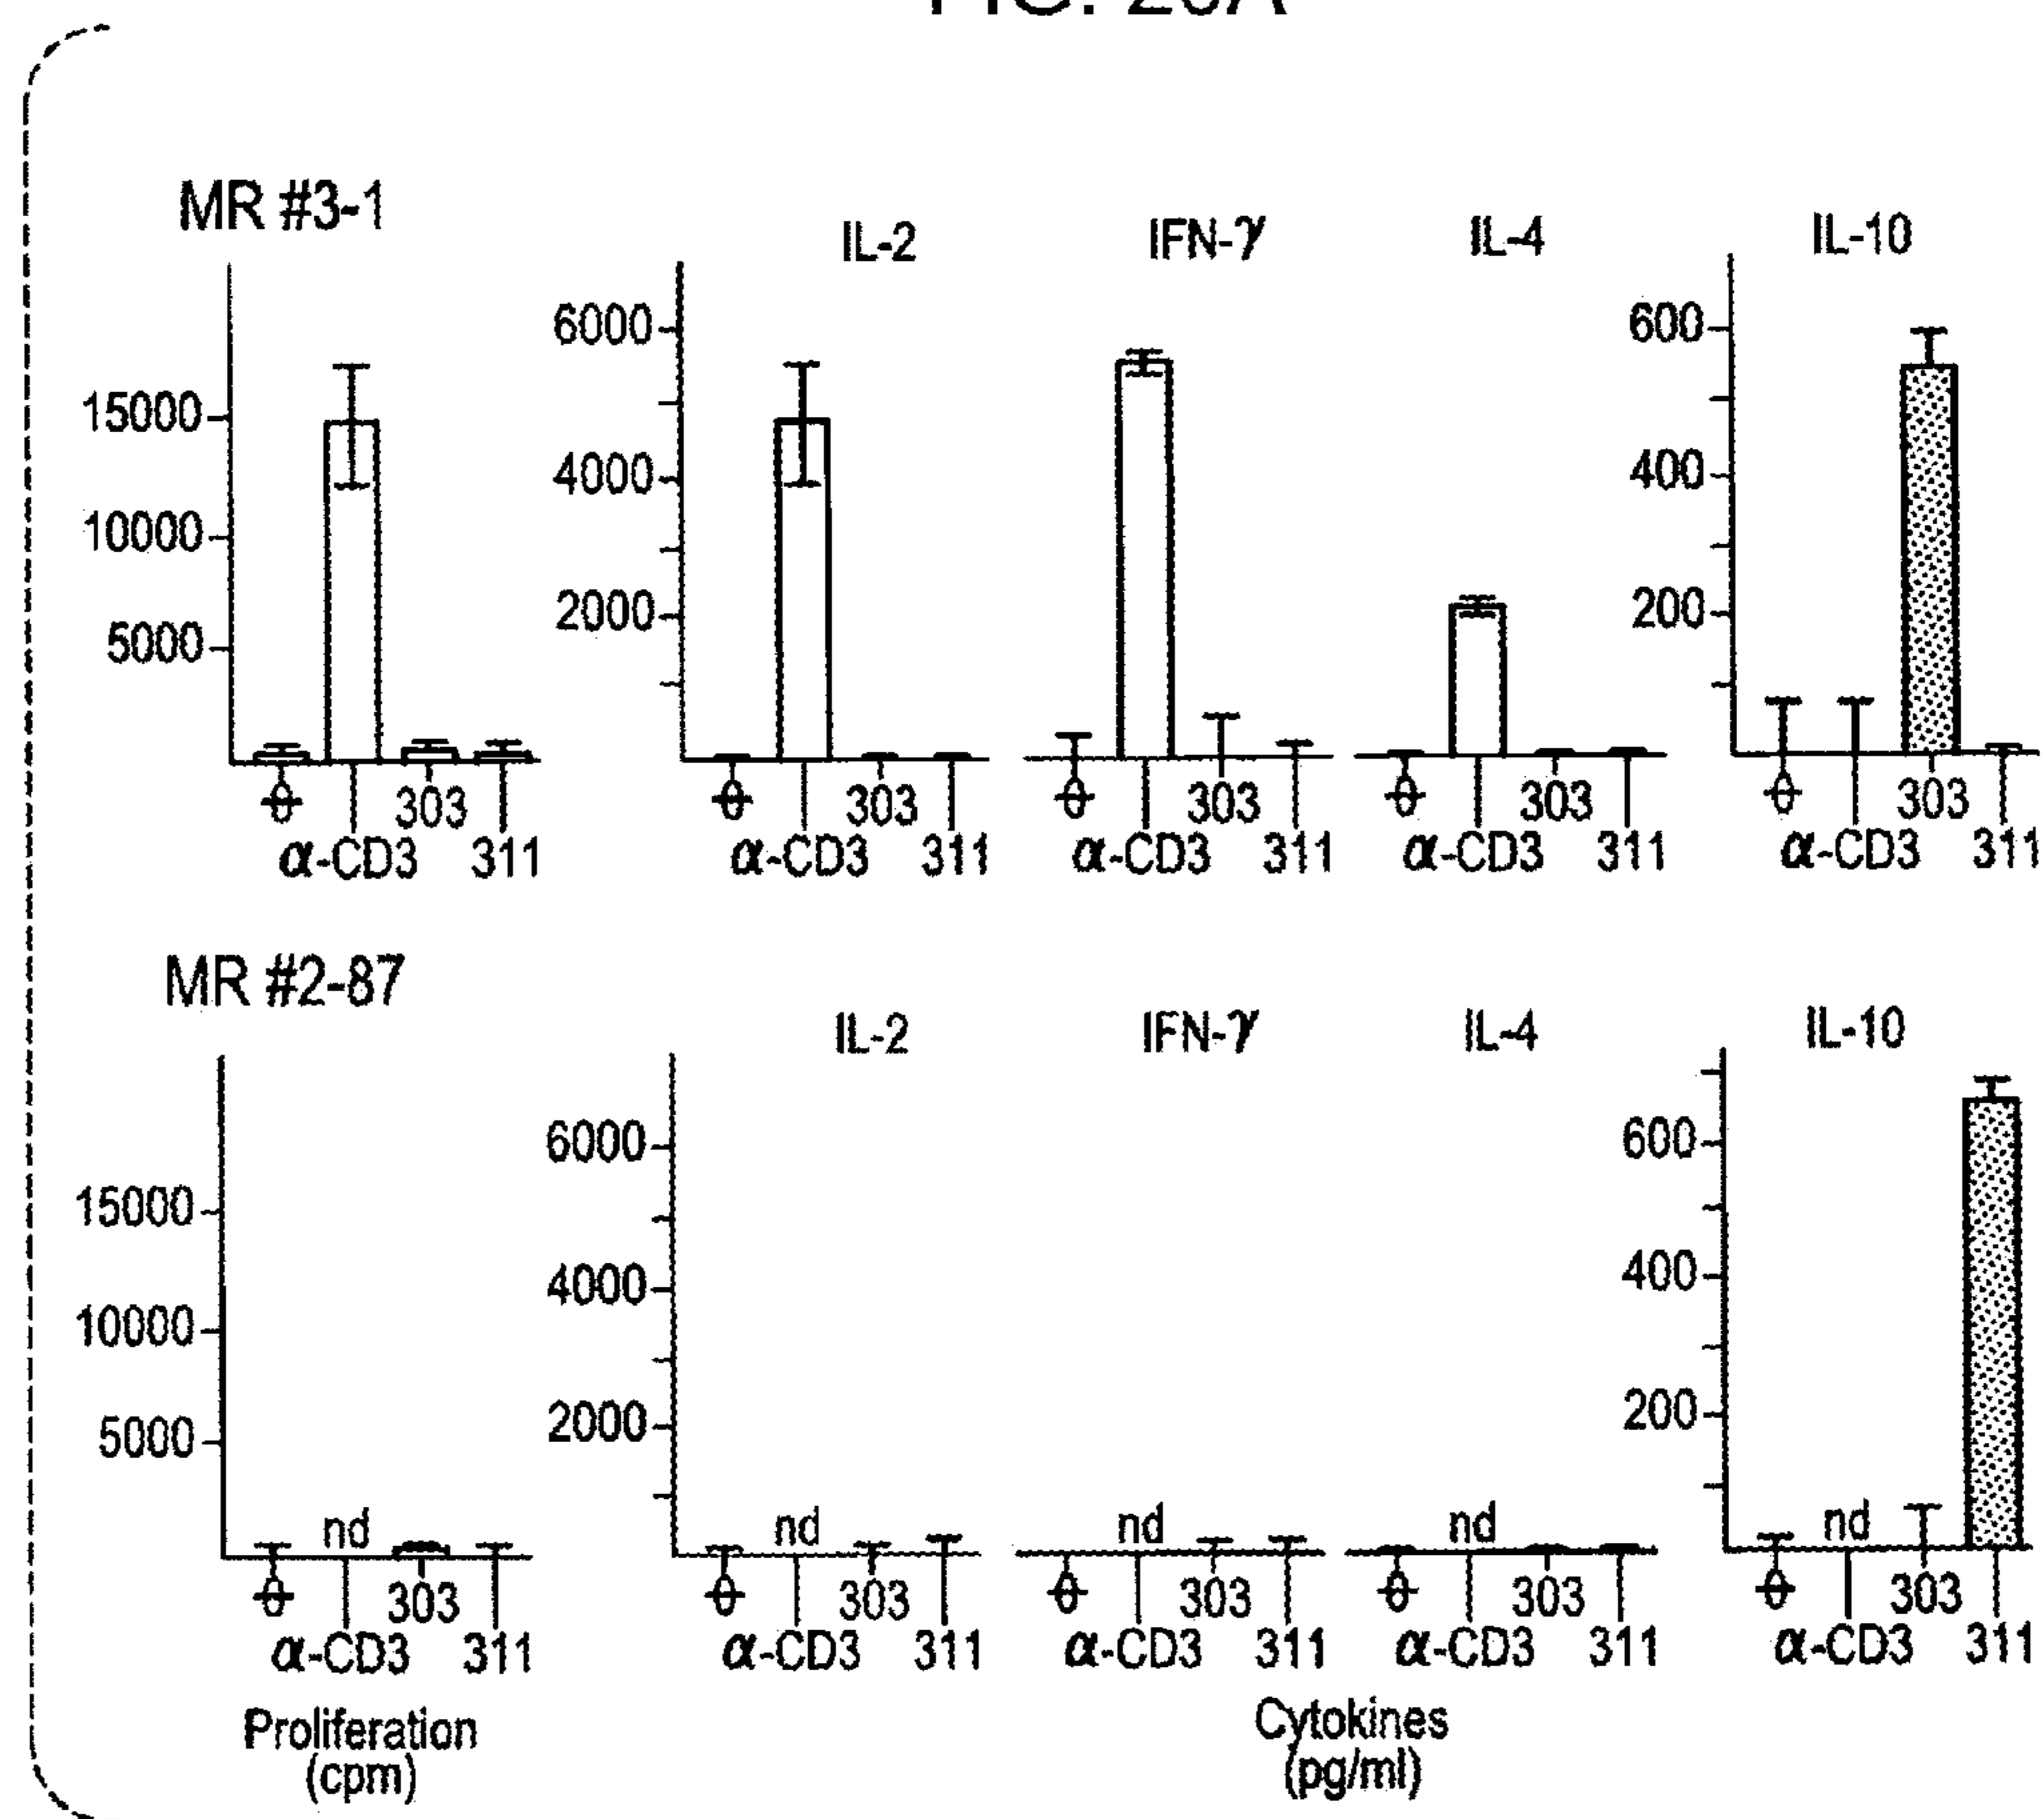 FIG. 20A
MR #3-1
IL-2 IFN-γ IL-4 IL-10
15000
10000
5000
6000
4000
2000
600
400
200
θ 303 θ 303 θ 303 θ 303 θ 303
α-CD3 311 α-CD3 311 α-CD3 311 α-CD3 311 α-CD3 311
MR #2-87
IL-2 IFN-γ IL-4 IL-10
15000
10000
5000
6000
4000
2000
600
400
200
nd nd nd nd nd
θ 303 θ 303 θ 303 θ 303 θ 303
α-CD3 311 α-CD3 311 α-CD3 311 α-CD3 311 α-CD3 311
Proliferation
(cpm)
Cytokines
(pg/ml)